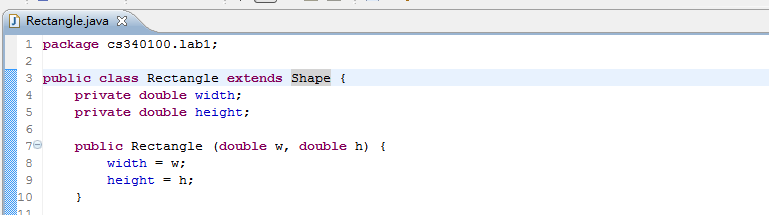 Rectangle.java
1 package cs340100.lab1;
2
3 public class Rectangle extends Shape {
4     private double width;
5     private double height;
6
7     public Rectangle (double w, double h) {
8         width = w;
9         height = h;
10     }
11